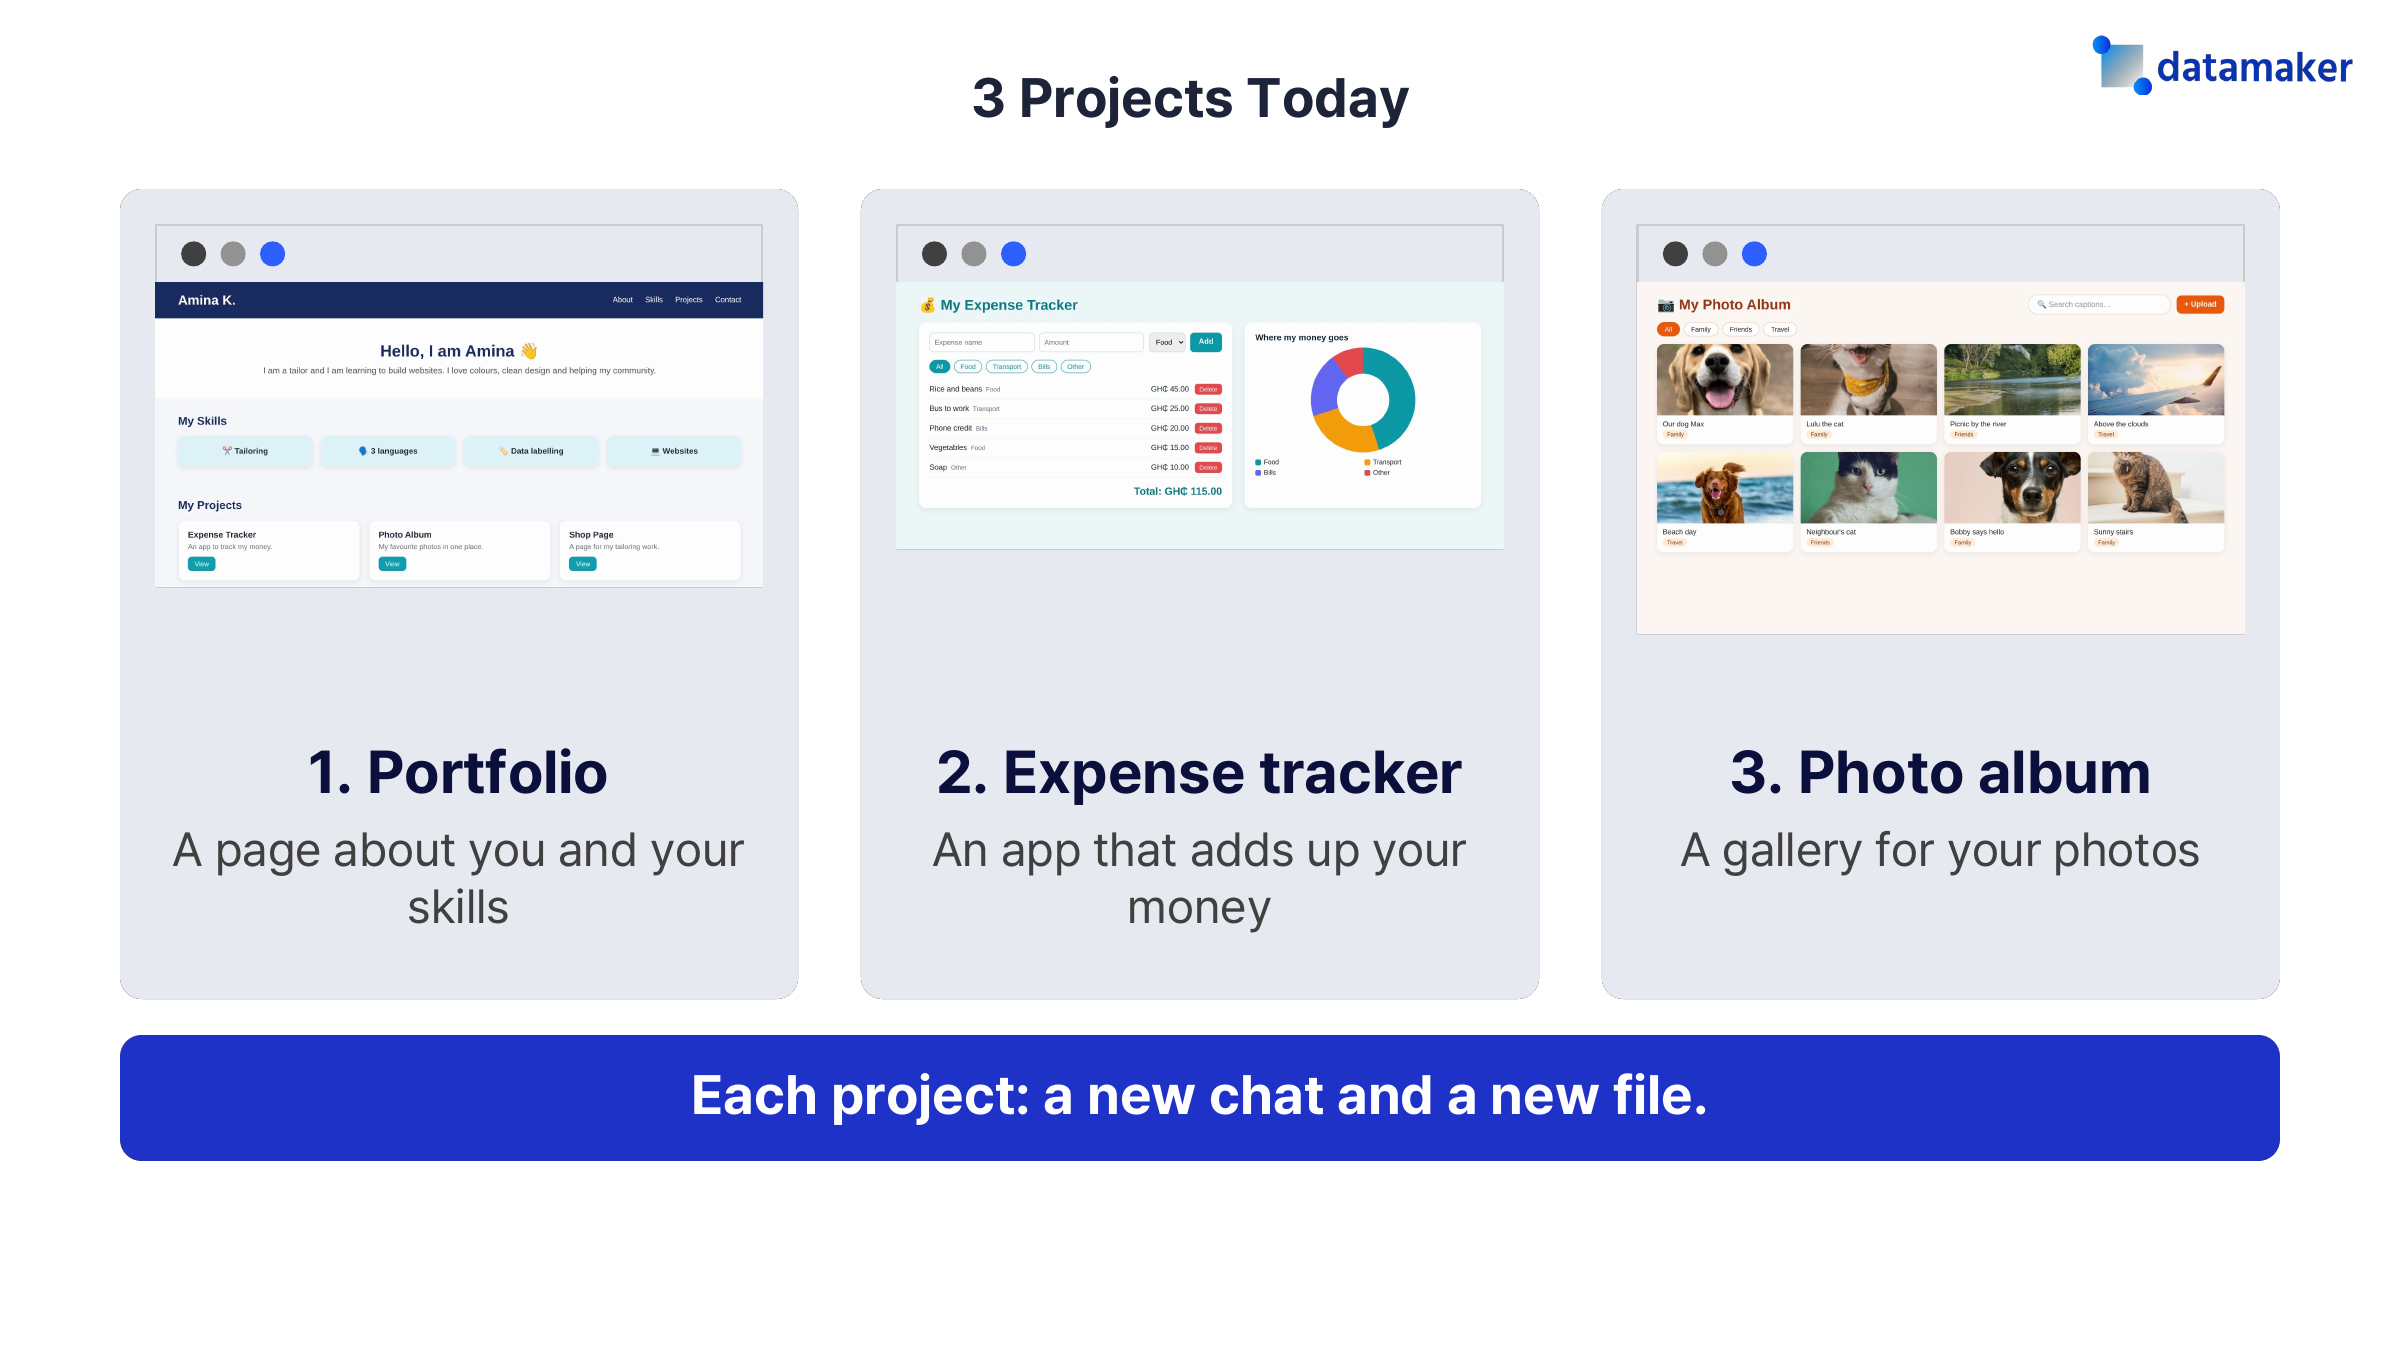 datamaker
3 Projects Today
Amina K.
About Skills Projects Contact
Hello, I am Amina 👋
I am a tailor and I am learning to build websites. I love colours, clean design and helping my community.
My Skills
✂️ Tailoring
🗣️ 3 languages
🏷️ Data labelling
💻 Websites
My Projects
Expense Tracker
An app to track my money.
View
Photo Album
My favourite photos in one place.
View
Shop Page
A page for my tailoring work.
View
1. Portfolio
A page about you and your
skills
💰 My Expense Tracker
Expense name Amount Food Add
All Food Transport Bills Other
Rice and beans Food GH₵ 45.00 Delete
Bus to work Transport GH₵ 25.00 Delete
Phone credit Bills GH₵ 20.00 Delete
Vegetables Food GH₵ 15.00 Delete
Soap Other GH₵ 10.00 Delete
Total: GH₵ 115.00
Where my money goes
Food Transport
Bills Other
2. Expense tracker
An app that adds up your
money
📷 My Photo Album
🔍 Search captions...
+ Upload
All Family Friends Travel
Our dog Max
Family
Lulu the cat
Family
Picnic by the river
Friends
Above the clouds
Travel
Beach day
Travel
Neighbour's cat
Friends
Bobby says hello
Family
Sunny stairs
Family
3. Photo album
A gallery for your photos
Each project: a new chat and a new file.